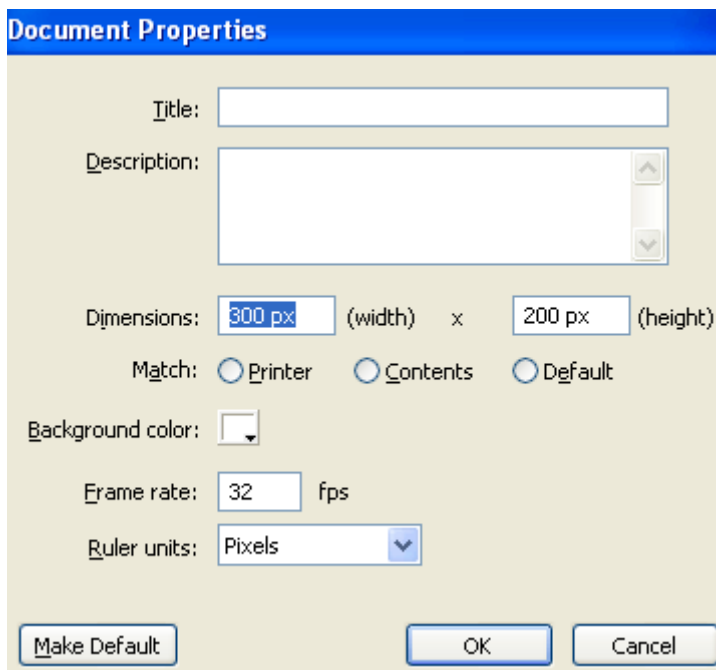 Document Properties
Title:
Description:
Dimensions: 300 px (width) x 200 px (height)
Match: Printer Contents Default
Background color:
Frame rate: 32 fps
Ruler units: Pixels
Make Default OK Cancel